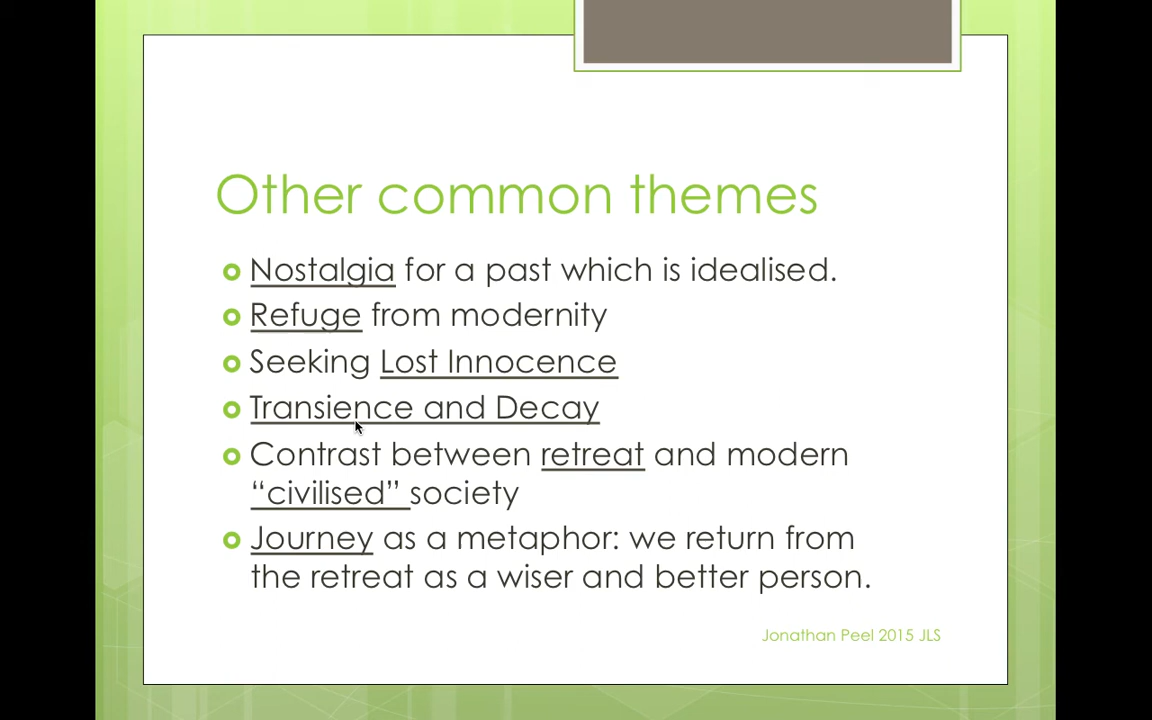 Other common themes
Nostalgia for a past which is idealised.
Refuge from modernity
Seeking Lost Innocence
Transience and Decay
Contrast between retreat and modern
“civilised” society
Journey as a metaphor: we return from
the retreat as a wiser and better person.
Jonathan Peel 2015 JLS